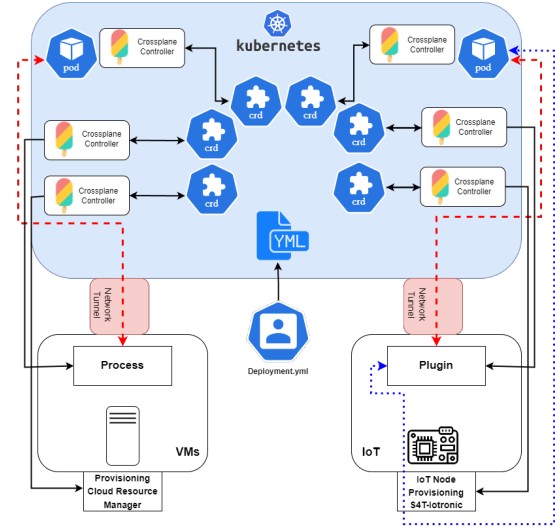 kubernetes
Crossplane
Controller
pod
Crossplane
Controller
pod
crd
crd
Crossplane
Controller
crd
crd
Crossplane
Controller
Crossplane
Controller
crd
crd
Crossplane
Controller
YML
Network
Tunnel
Network
Tunnel
Deployment.yml
Process
Plugin
VMs
IoT
Provisioning
Cloud Resource
Manager
IoT Node
Provisioning
S4T-Iotronic